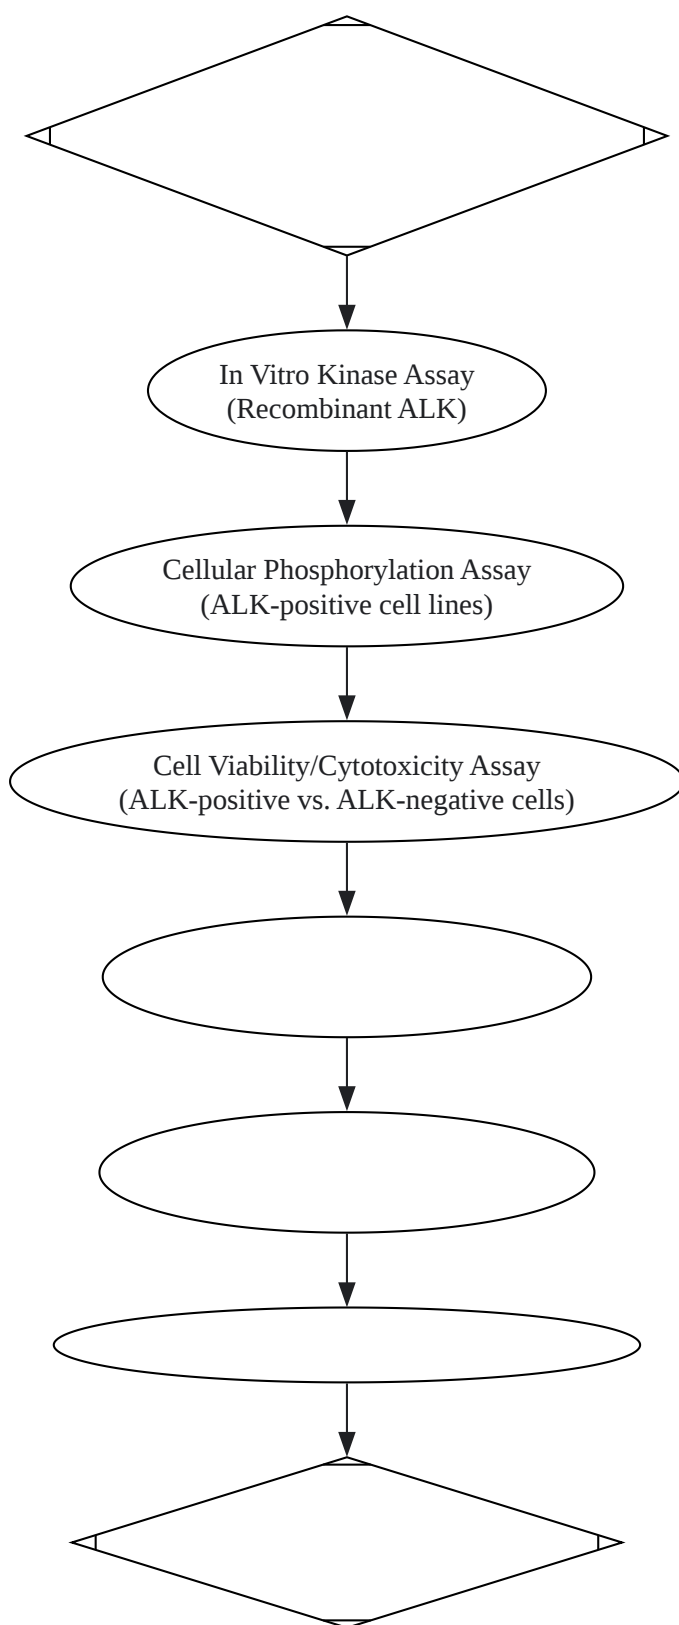 In Vitro Kinase Assay
(Recombinant ALK)
Cellular Phosphorylation Assay
(ALK-positive cell lines)
Cell Viability/Cytotoxicity Assay
(ALK-positive vs. ALK-negative cells)